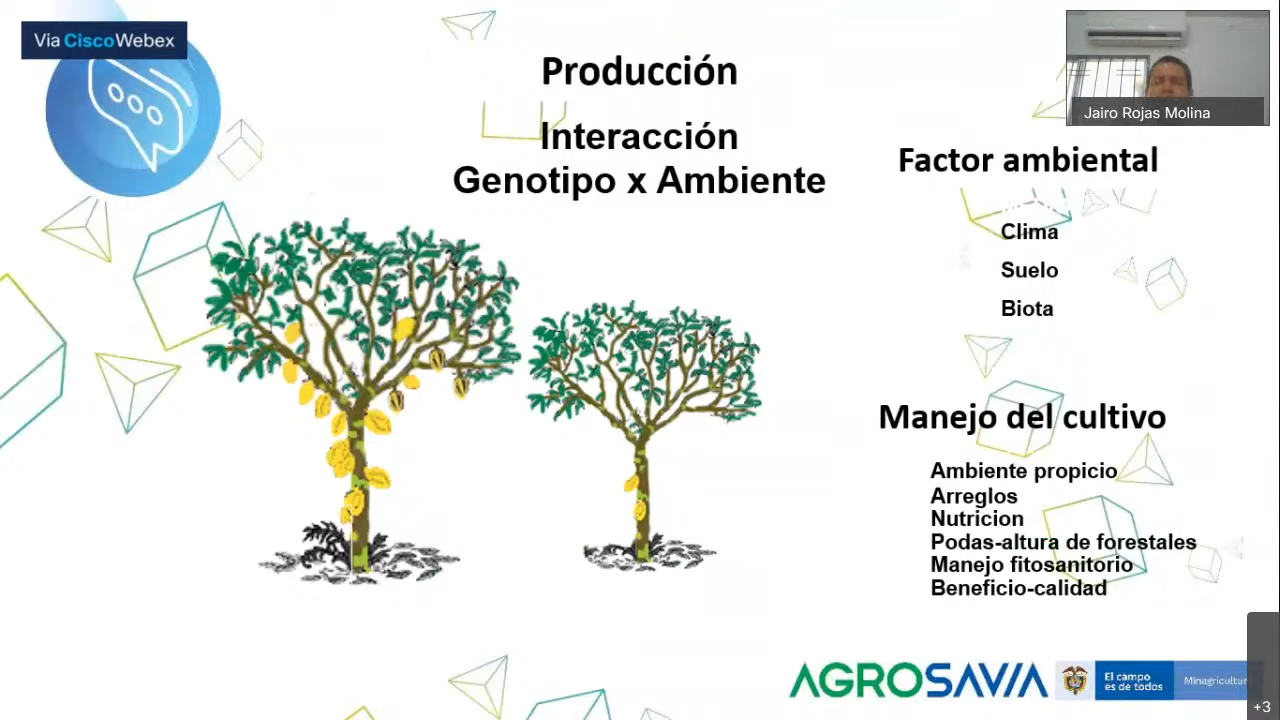 Vía CiscoWebex
Producción
Interacción
Genotipo x Ambiente
Jairo Rojas Molina
Factor ambiental
Clima
Suelo
Biota
Manejo del cultivo
Ambiente propicio
Arreglos
Nutricion
Podas-altura de forestales
Manejo fitosanitorio
Beneficio-calidad
AGROSAVIA
El campo
es de todos
Minagricultur
+3